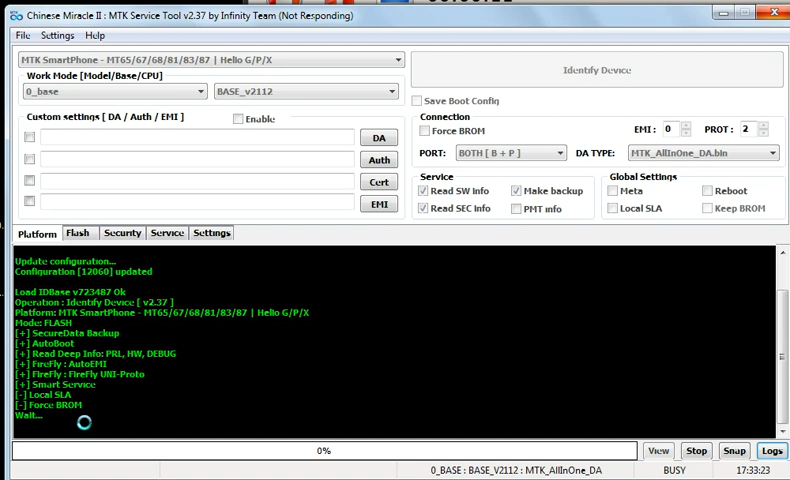 Chinese Miracle II : MTK Service Tool v2.37 by Infinity Team (Not Responding)
File Settings Help
MTK SmartPhone - MT65/67/68/81/83/87 | Hello G/P/X
Identify Device
Work Mode [Model/Base/CPU]
0_base BASE_v2112
Save Boot Config
Custom settings [ DA / Auth / EMI ] Enable
Connection
Force BROM EMI : 0 PROT : 2
DA
PORT: BOTH [ B + P ] DA TYPE: MTK_AllInOne_DA.bin
Auth
Service Global Settings
Cert
Read SW info Make backup Meta Reboot
EMI
Read SEC info PMT info Local SLA Keep BROM
Platform Flash Security Service Settings
Update configuration...
Configuration [12060] updated
Load IDBase v723487 Ok
Operation : Identify Device [ v2.37 ]
Platform: MTK SmartPhone - MT65/67/68/81/83/87 | Hello G/P/X
Mode: FLASH
[+] SecureData Backup
[+] AutoBoot
[+] Read Deep Info: PRL, HW, DEBUG
[+] FireFly : AutoEMI
[+] FireFly : FireFly UNI-Proto
[+] Smart Service
[-] Local SLA
[-] Force BROM
Wait...
0% View Stop Snap Logs
0_BASE : BASE_V2112 : MTK_AllInOne_DA BUSY 17:33:23